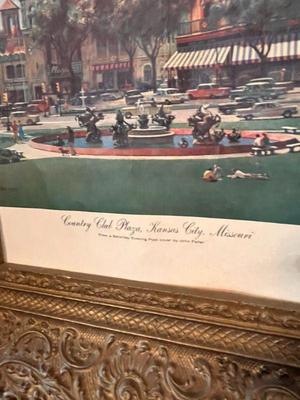 Country Club Plaza, Kansas City, Missouri
From a Saturday Evening Post cover by John Falter